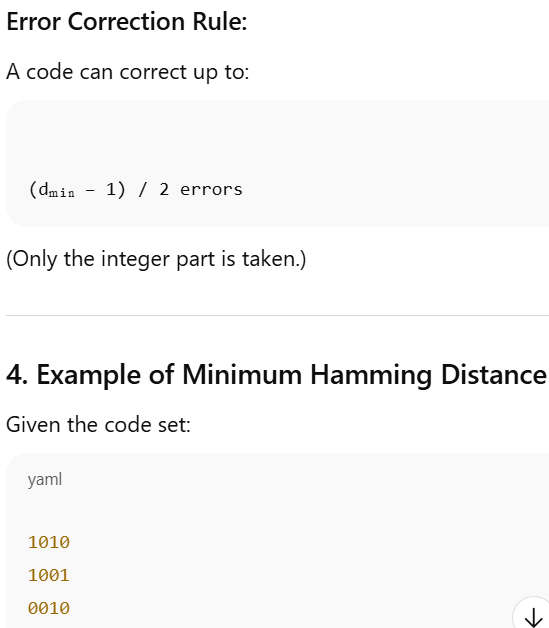 Error Correction Rule:
A code can correct up to:
(dₘᵢₙ − 1) / 2 errors
(Only the integer part is taken.)
4. Example of Minimum Hamming Distance
Given the code set:
yaml
1010
1001
0010